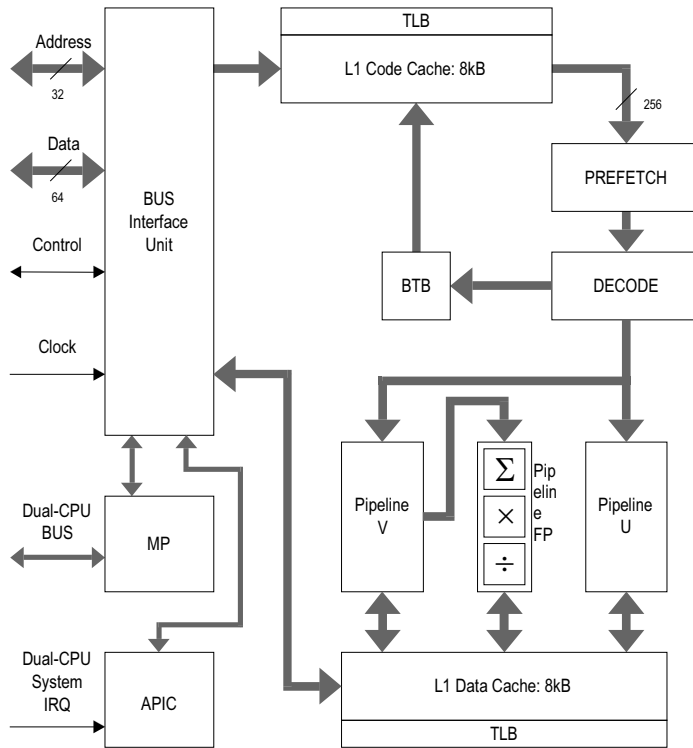 TLB
L1 Code Cache: 8kB
Address
32
256
Data
64
BUS
Interface
Unit
PREFETCH
Control
BTB
DECODE
Clock
Σ
×
÷
Pip
elin
e
FP
Pipeline
V
Pipeline
U
Dual-CPU
BUS
MP
Dual-CPU
System
IRQ
APIC
L1 Data Cache: 8kB
TLB